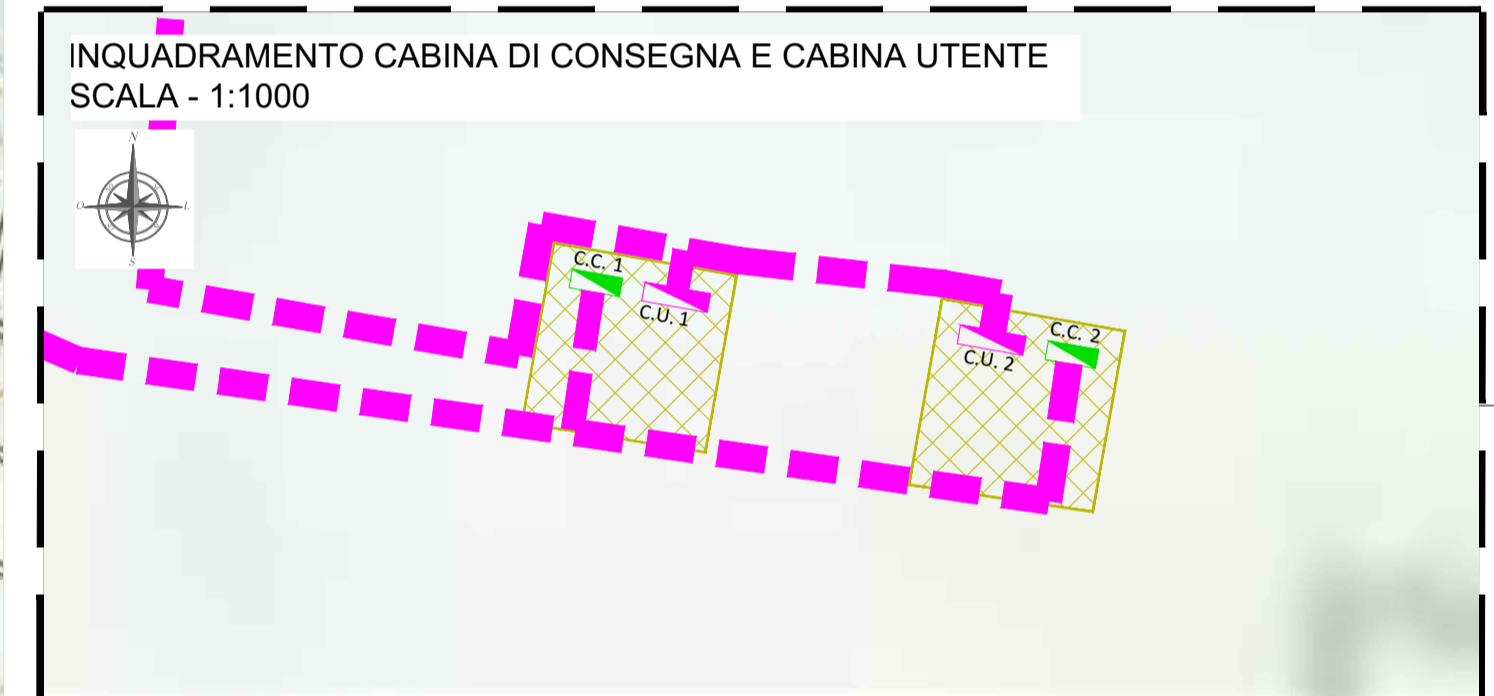 INQUADRAMENTO CABINA DI CONSEGNA E CABINA UTENTE
SCALA - 1:1000
N
O
L
S
C.C. 1
C.U. 1
C.C. 2
C.U. 2